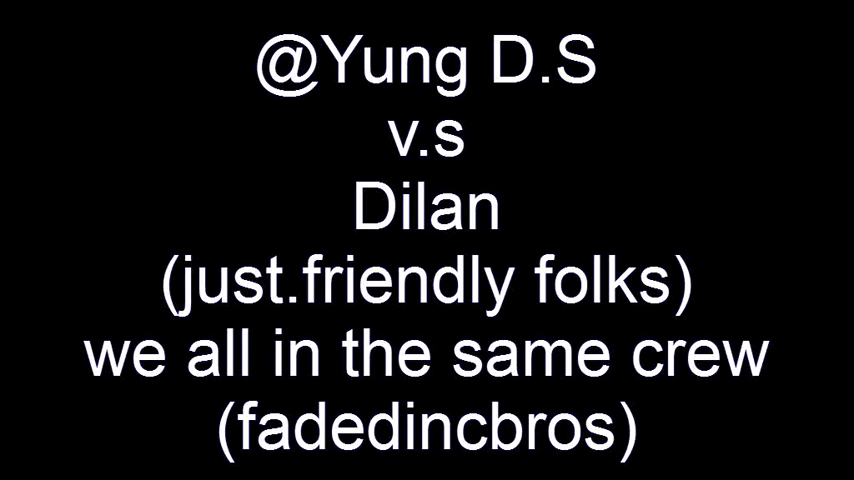 @Yung D.S
v.s
Dilan
(just.friendly folks)
we all in the same crew
(fadedincbros)